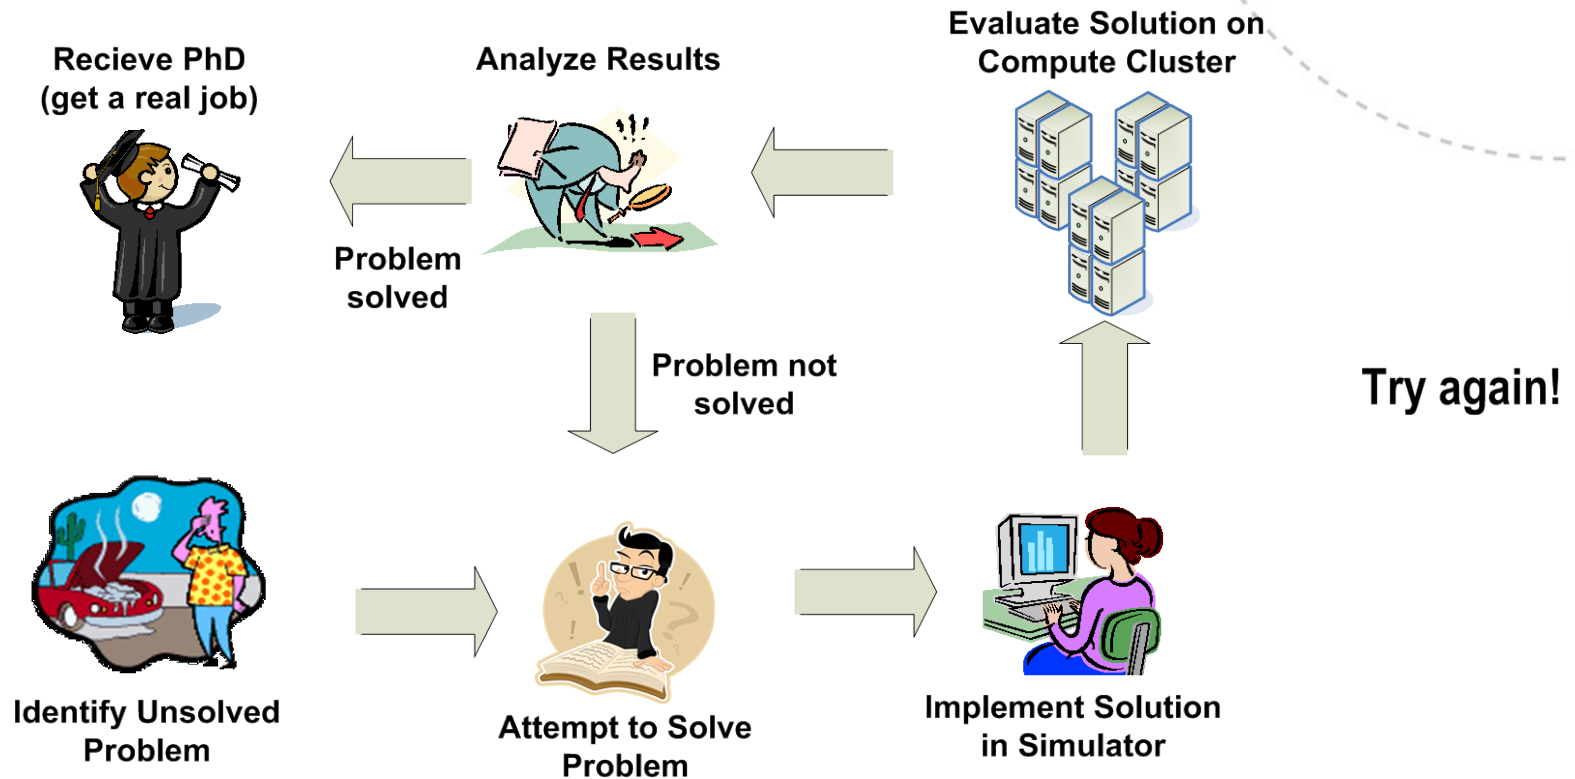 Recieve PhD
(get a real job)
Analyze Results
Evaluate Solution on
Compute Cluster
Problem
solved
Problem not
solved
Try again!
Identify Unsolved
Problem
Attempt to Solve
Problem
Implement Solution
in Simulator